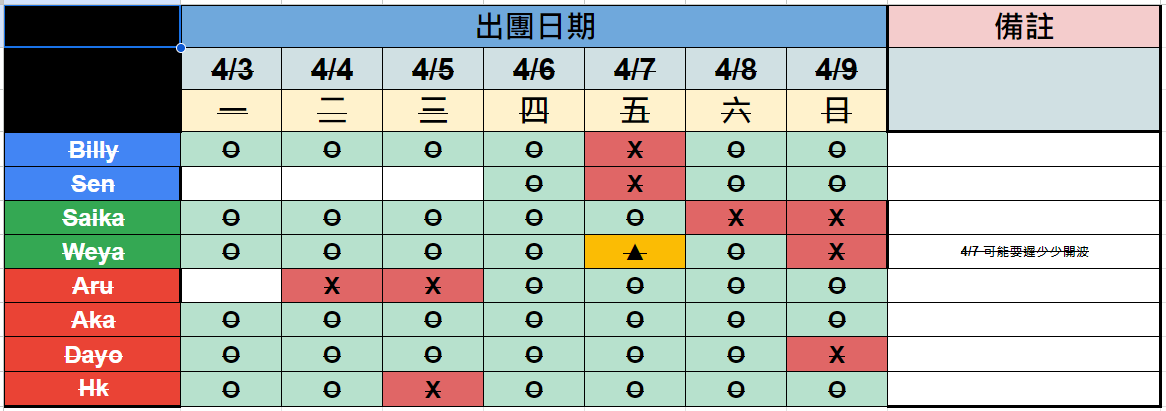 出團日期 備註
4/3 4/4 4/5 4/6 4/7 4/8 4/9
一 二 三 四 五 六 日
Billy O O O O X O O
Sen O X O O
Saika O O O O O X X
Weya O O O O ▲ O X 4/7 可能要遲少少開波
Aru X X O O O O
Aka O O O O O O O
Dayo O O O O O O X
Hk O O X O O O O